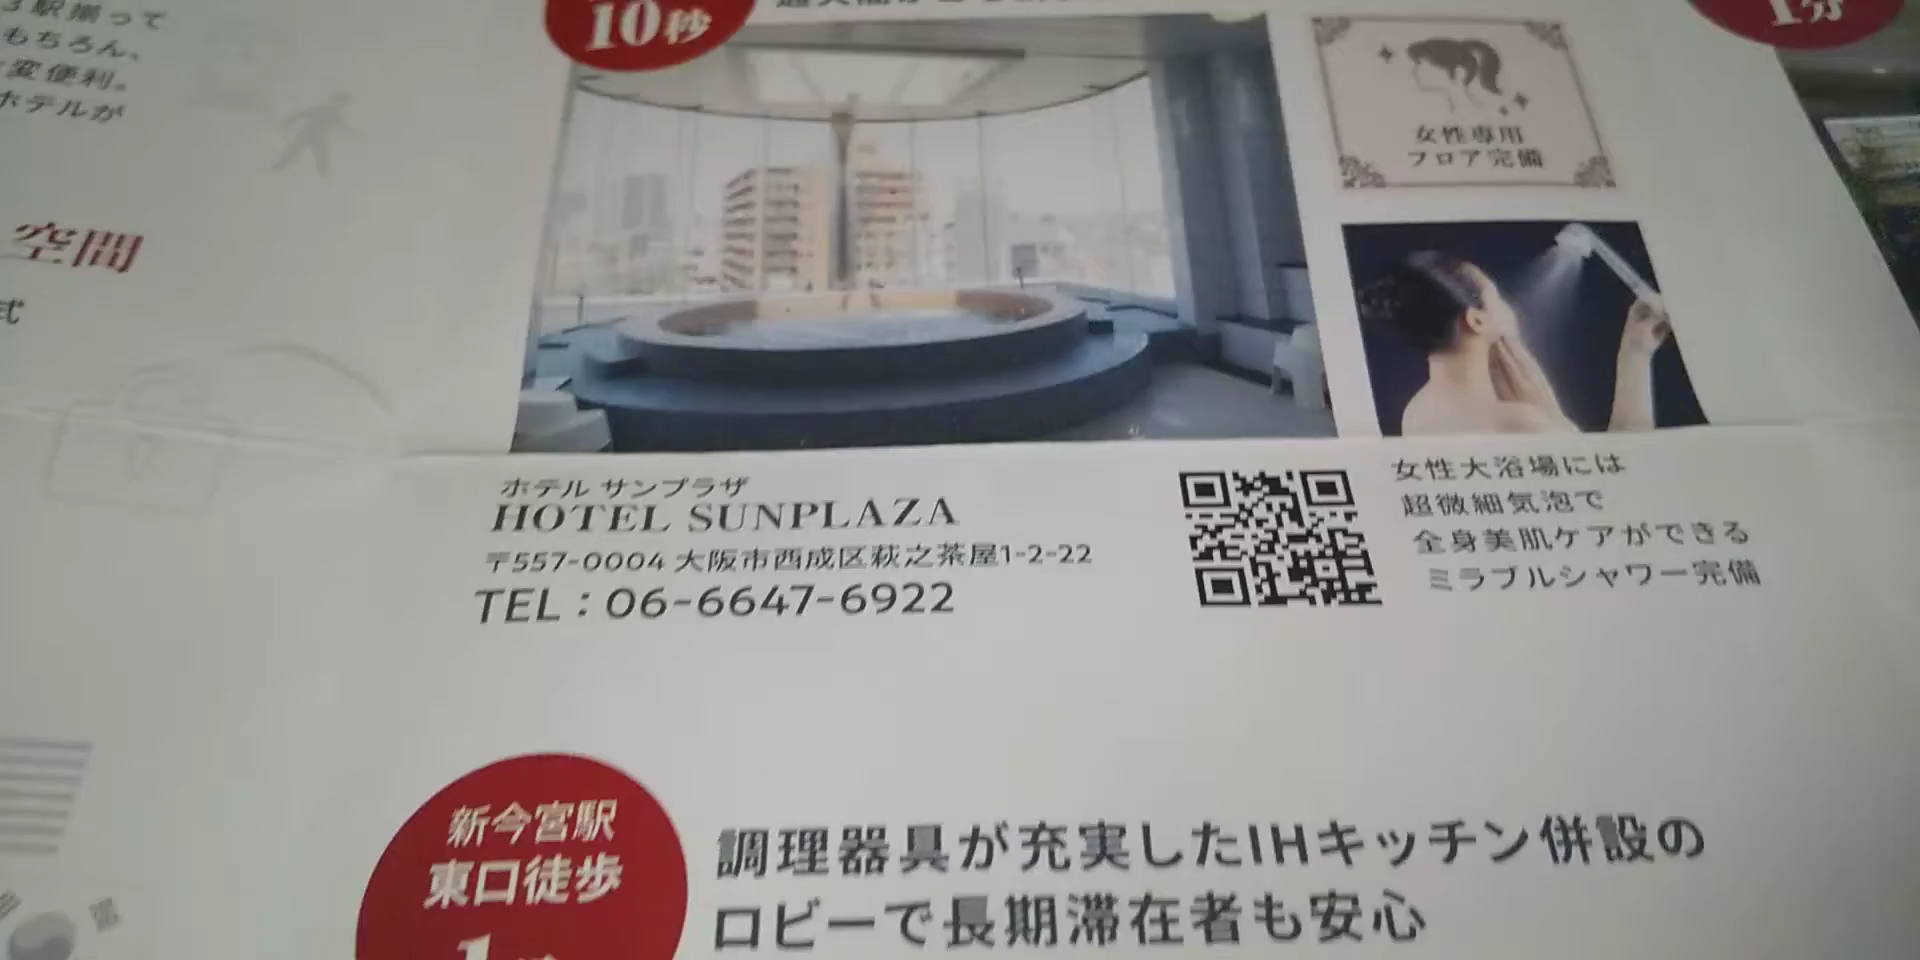 3駅揃って
もちろん、
変便利。
ホテルが
空間
式
10秒
1分
女性専用
フロア完備
ホテル サンプラザ
HOTEL SUNPLAZA
〒557-0004 大阪市西成区萩之茶屋1-2-22
TEL：06-6647-6922
女性大浴場には
超微細気泡で
全身美肌ケアができる
ミラブルシャワー完備
新今宮駅
東口徒歩
調理器具が充実したIHキッチン併設の
ロビーで長期滞在者も安心